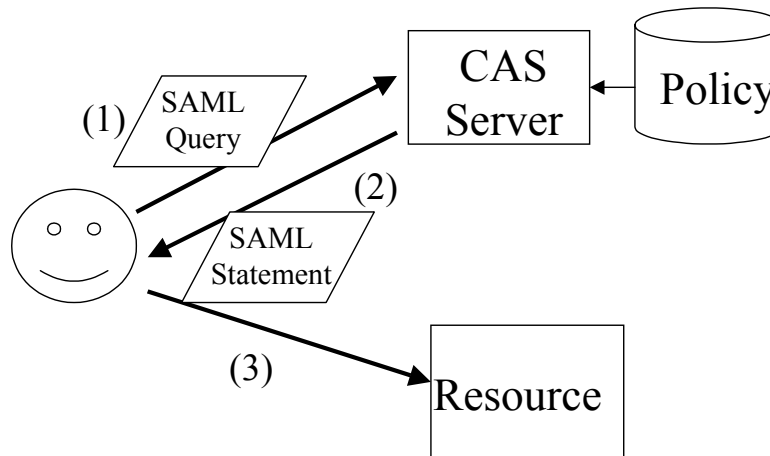 (1)
SAML
Query
CAS
Server
Policy
(2)
SAML
Statement
(3)
Resource